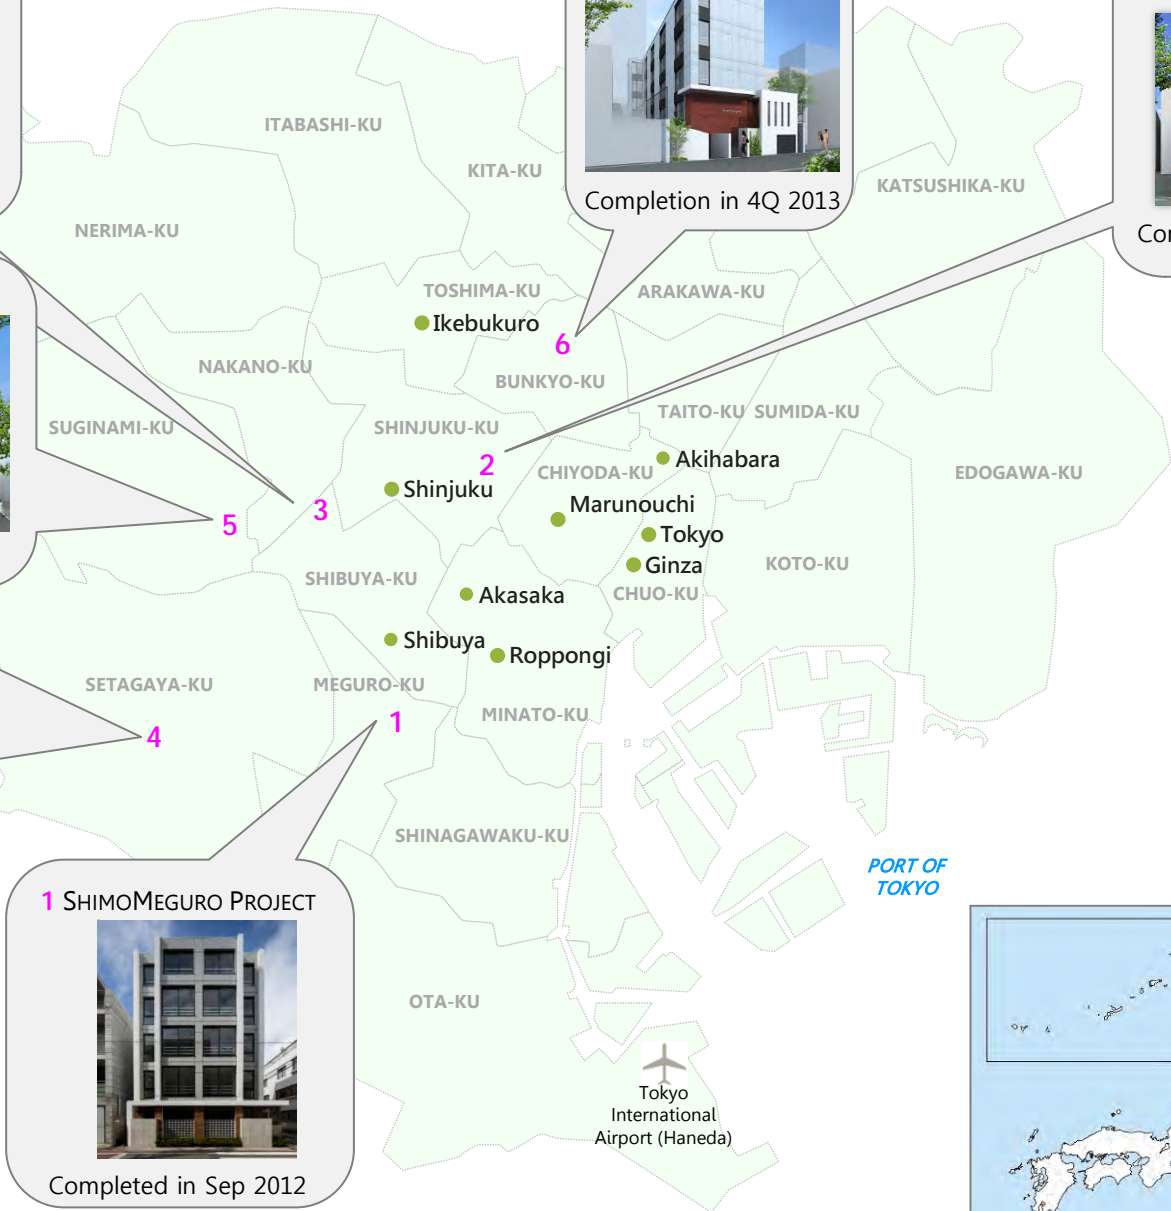 ITABASHI-KU
KITA-KU
Completion in 4Q 2013
KATSUSHIKA-KU
NERIMA-KU
TOSHIMA-KU
ARAKAWA-KU
Ikebukuro
6
NAKANO-KU
BUNKYO-KU
SUGINAMI-KU
SHINJUKU-KU
TAITO-KU
SUMIDA-KU
2
CHIYODA-KU
Akihabara
EDOGAWA-KU
Shinjuku
Marunouchi
3
5
Tokyo
Ginza
KOTO-KU
SHIBUYA-KU
Akasaka
CHUO-KU
Shibuya
Roppongi
SETAGAYA-KU
MEGURO-KU
MINATO-KU
1
4
SHINAGAWAKU-KU
PORT OF
TOKYO
1 SHIMOMEGURO PROJECT
OTA-KU
Tokyo
International
Airport (Haneda)
Completed in Sep 2012